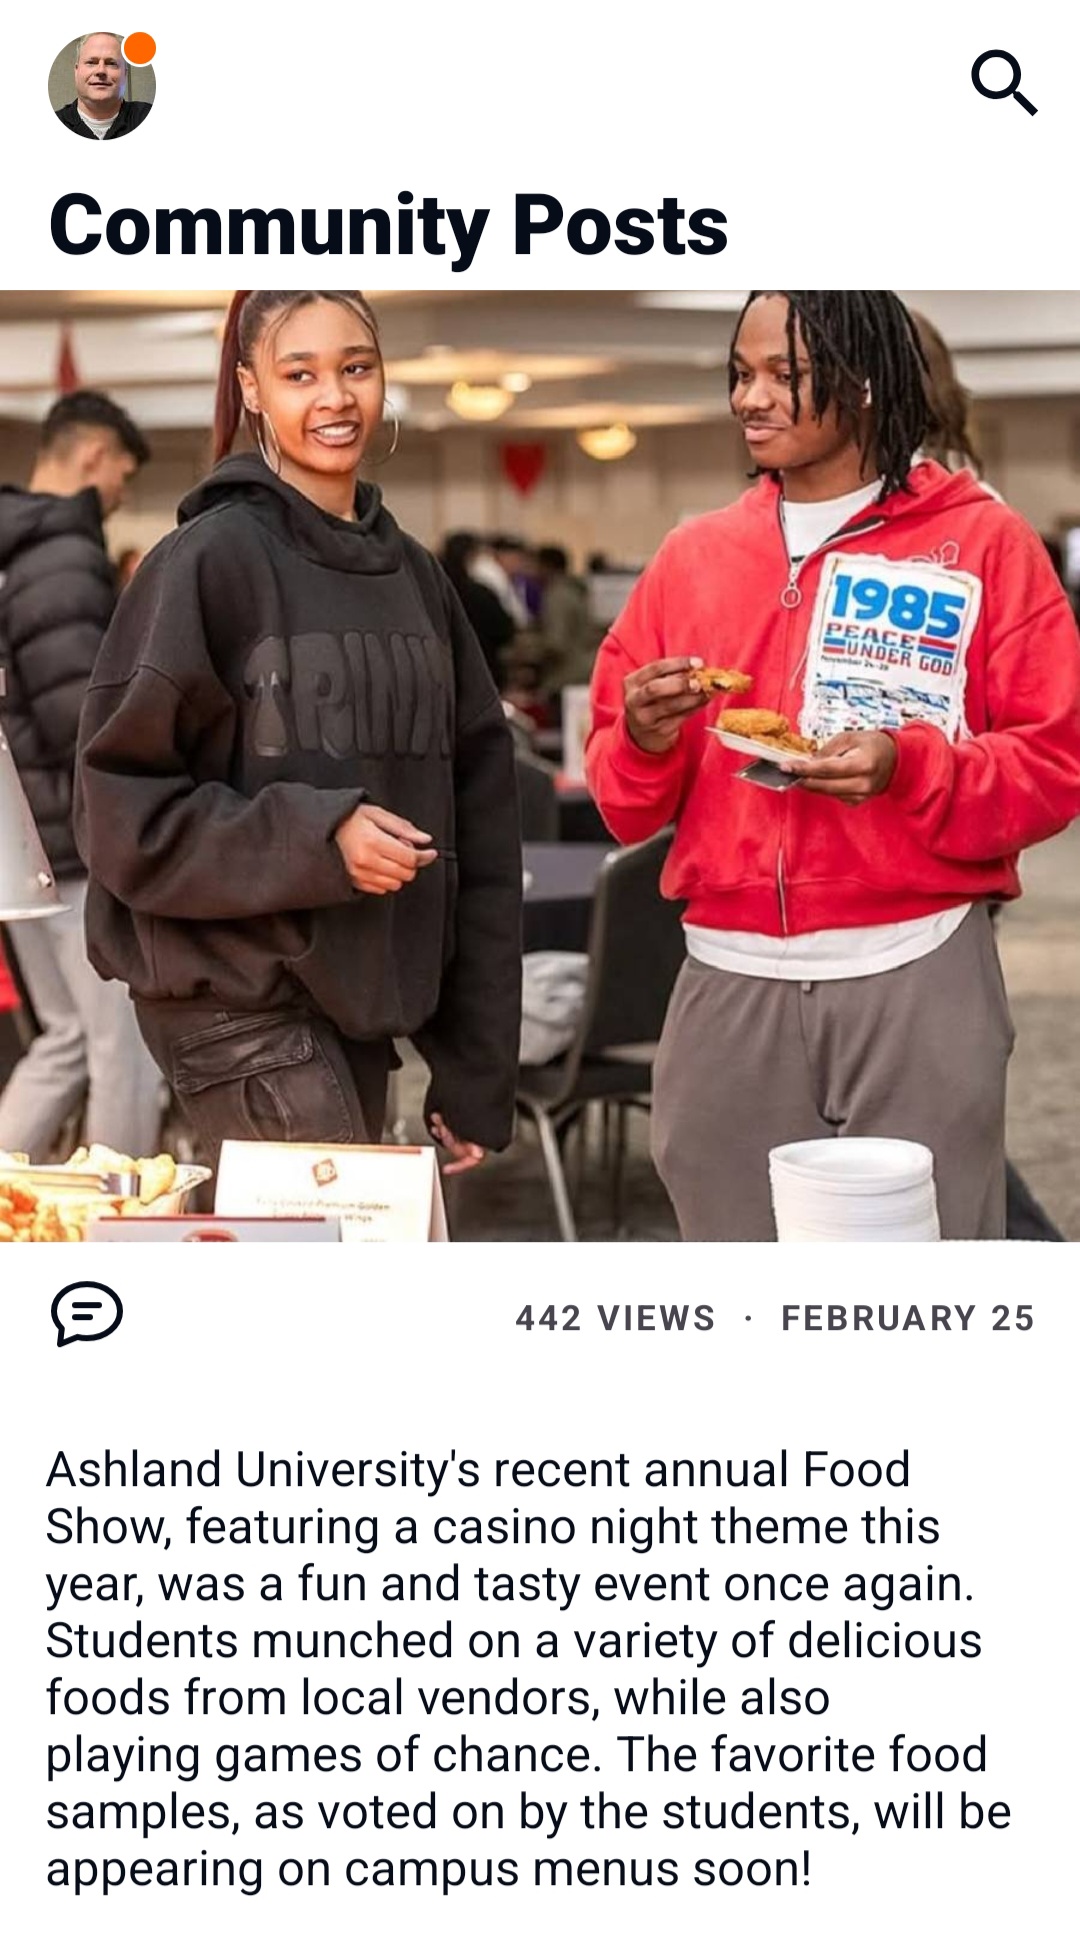 Community Posts
1985
PEACE
UNDER GOD
442 VIEWS · FEBRUARY 25
Ashland University's recent annual Food
Show, featuring a casino night theme this
year, was a fun and tasty event once again.
Students munched on a variety of delicious
foods from local vendors, while also
playing games of chance. The favorite food
samples, as voted on by the students, will be
appearing on campus menus soon!